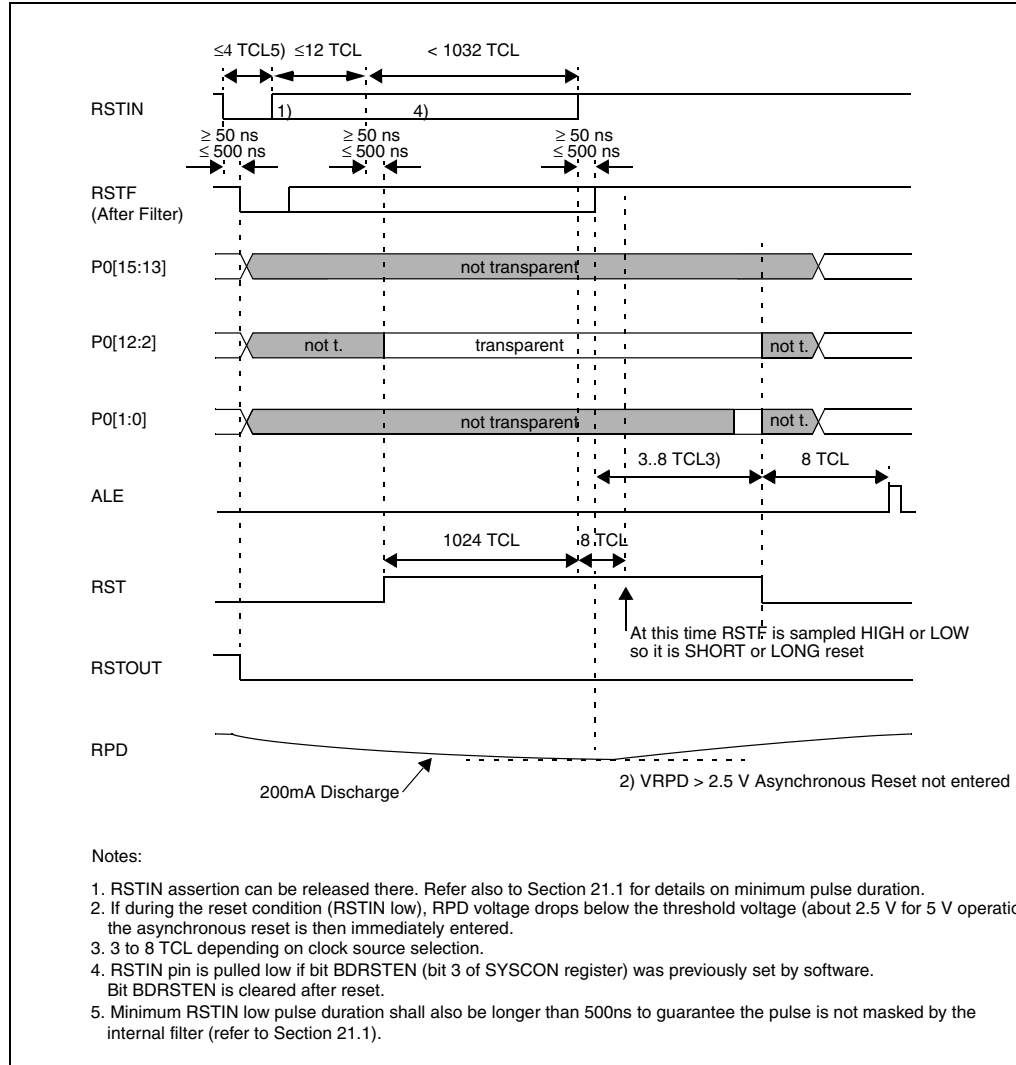 ≤4 TCL5) ≤12 TCL < 1032 TCL
RSTIN
1) 4)
≥ 50 ns ≥ 50 ns ≥ 50 ns
≤ 500 ns ≤ 500 ns ≤ 500 ns
RSTF
(After Filter)
P0[15:13] not transparent
P0[12:2] not t. transparent not t.
P0[1:0] not transparent not t.
3..8 TCL3) 8 TCL
ALE
1024 TCL 8 TCL
RST
At this time RSTF is sampled HIGH or LOW
so it is SHORT or LONG reset
RSTOUT
RPD
200mA Discharge
2) VRPD > 2.5 V Asynchronous Reset not entered
Notes:
1. RSTIN assertion can be released there. Refer also to Section 21.1 for details on minimum pulse duration.
2. If during the reset condition (RSTIN low), RPD voltage drops below the threshold voltage (about 2.5 V for 5 V operatio
the asynchronous reset is then immediately entered.
3. 3 to 8 TCL depending on clock source selection.
4. RSTIN pin is pulled low if bit BDRSTEN (bit 3 of SYSCON register) was previously set by software.
Bit BDRSTEN is cleared after reset.
5. Minimum RSTIN low pulse duration shall also be longer than 500ns to guarantee the pulse is not masked by the
internal filter (refer to Section 21.1).